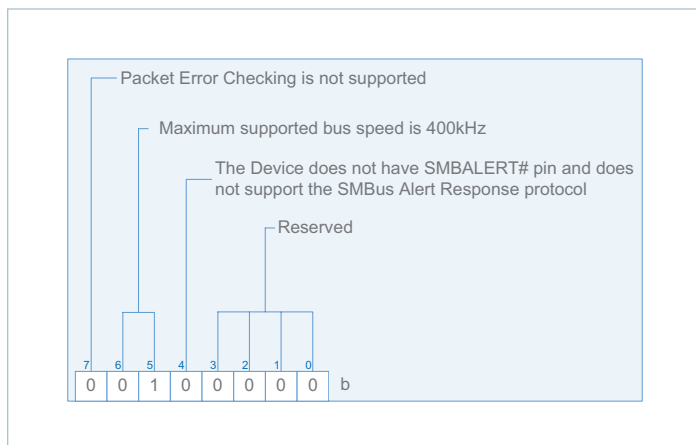 Packet Error Checking is not supported
Maximum supported bus speed is 400kHz
The Device does not have SMBALERT# pin and does
not support the SMBus Alert Response protocol
Reserved
7 6 5 4 3 2 1 0
0 0 1 0 0 0 0 0 b